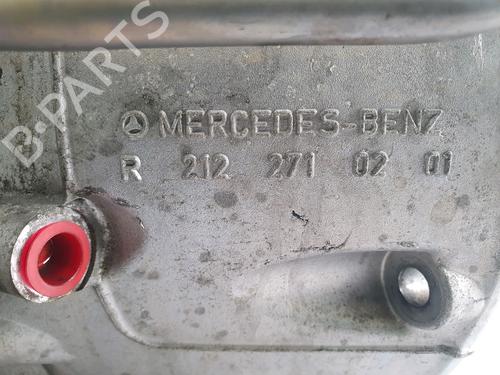 B-PARTS
MERCEDES-BENZ
R 212 271 02 01